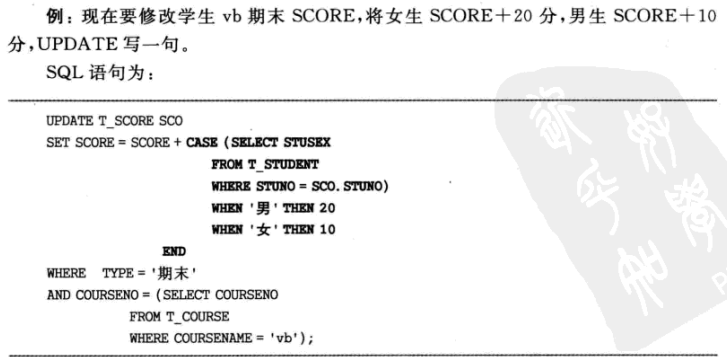 例：现在要修改学生 vb 期末 SCORE,将女生 SCORE+20 分,男生 SCORE+10
分,UPDATE 写一句。
SQL 语句为：
UPDATE T_SCORE SCO
SET SCORE = SCORE + CASE (SELECT STUSEX
FROM T_STUDENT
WHERE STUNO = SCO.STUNO)
WHEN '男' THEN 20
WHEN '女' THEN 10
END
WHERE TYPE = '期末'
AND COURSENO = (SELECT COURSENO
FROM T_COURSE
WHERE COURSENAME = 'vb');